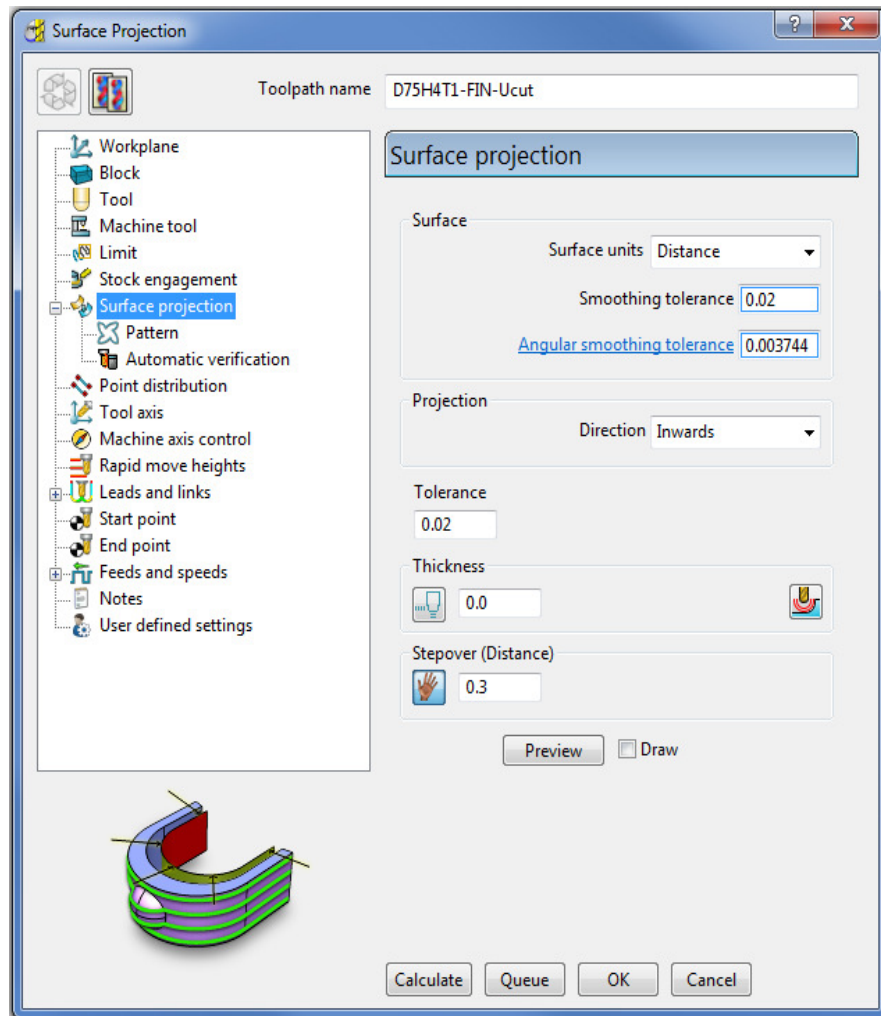 Surface Projection
Toolpath name D75H4T1-FIN-Ucut
Workplane
Block
Tool
Machine tool
Limit
Stock engagement
Surface projection
Pattern
Automatic verification
Point distribution
Tool axis
Machine axis control
Rapid move heights
Leads and links
Start point
End point
Feeds and speeds
Notes
User defined settings
Surface projection
Surface
Surface units Distance
Smoothing tolerance 0.02
Angular smoothing tolerance 0.003744
Projection
Direction Inwards
Tolerance
0.02
Thickness
0.0
Stepover (Distance)
0.3
Preview Draw
Calculate Queue OK Cancel